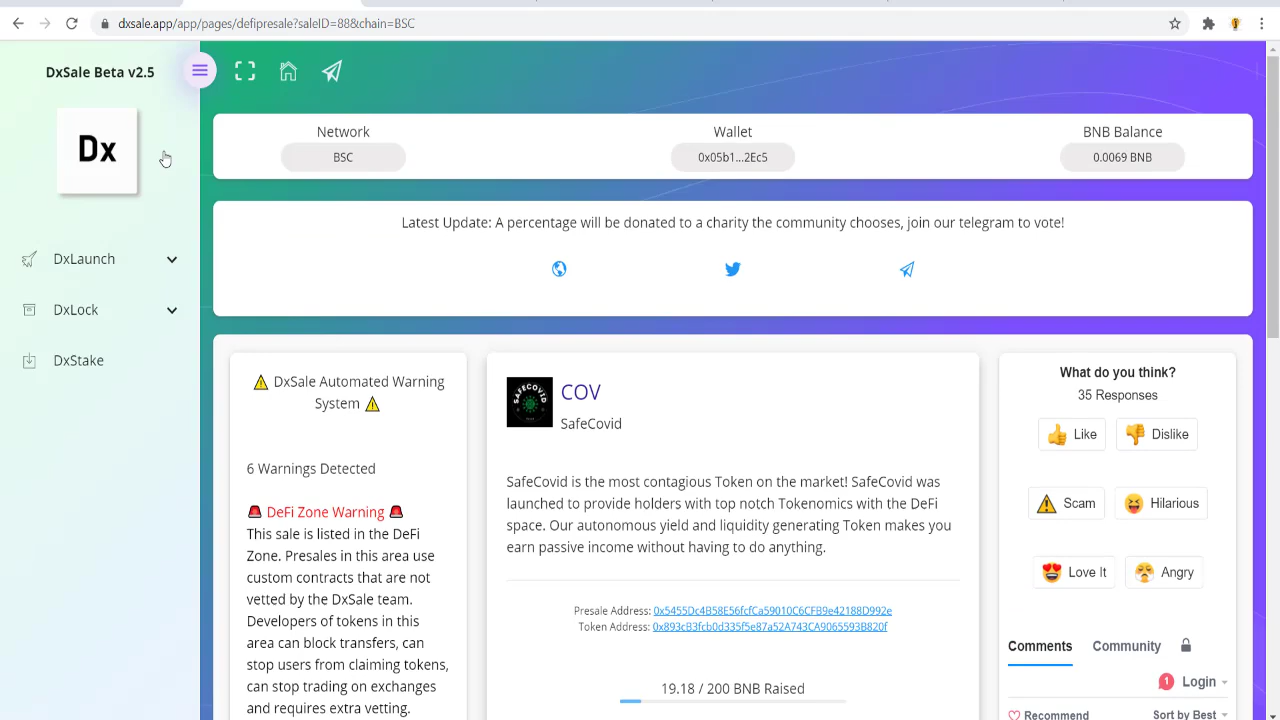 dxsale.app/app/pages/defipresale?saleID=88&chain=BSC
DxSale Beta v2.5
Dx
DxLaunch
DxLock
DxStake
Network
BSC
Wallet
0x05b1...2Ec5
BNB Balance
0.0069 BNB
Latest Update: A percentage will be donated to a charity the community chooses, join our telegram to vote!
DxSale Automated Warning
System
6 Warnings Detected
DeFi Zone Warning
This sale is listed in the DeFi
Zone. Presales in this area use
custom contracts that are not
vetted by the DxSale team.
Developers of tokens in this
area can block transfers, can
stop users from claiming tokens,
can stop trading on exchanges
and requires extra vetting.
SAFECOVID
COV
SafeCovid
SafeCovid is the most contagious Token on the market! SafeCovid was
launched to provide holders with top notch Tokenomics with the DeFi
space. Our autonomous yield and liquidity generating Token makes you
earn passive income without having to do anything.
Presale Address: 0x5455Dc4B58E56fcfCa59010C6CFB9e42188D992e
Token Address: 0x893cB3fcb0d335f5e87a52A743CA9065593B820f
19.18 / 200 BNB Raised
What do you think?
35 Responses
Like
Dislike
Scam
Hilarious
Love It
Angry
Comments
Community
1
Login
Recommend
Sort by Best